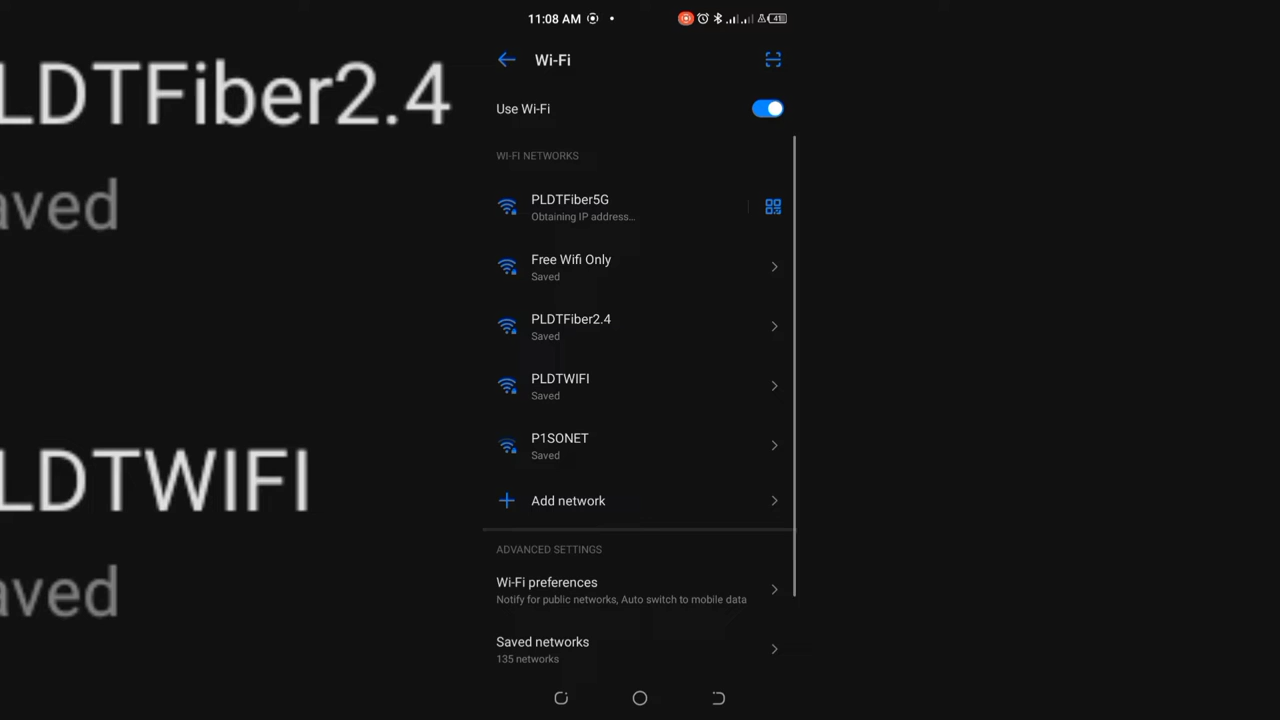 LDTFiber2.4
aved
LDTWIFI
aved
11:08 AM
41
Wi-Fi
Use Wi-Fi
WI-FI NETWORKS
PLDTFiber5G
Obtaining IP address...
Free Wifi Only
Saved
PLDTFiber2.4
Saved
PLDTWIFI
Saved
P1SONET
Saved
Add network
ADVANCED SETTINGS
Wi-Fi preferences
Notify for public networks, Auto switch to mobile data
Saved networks
135 networks